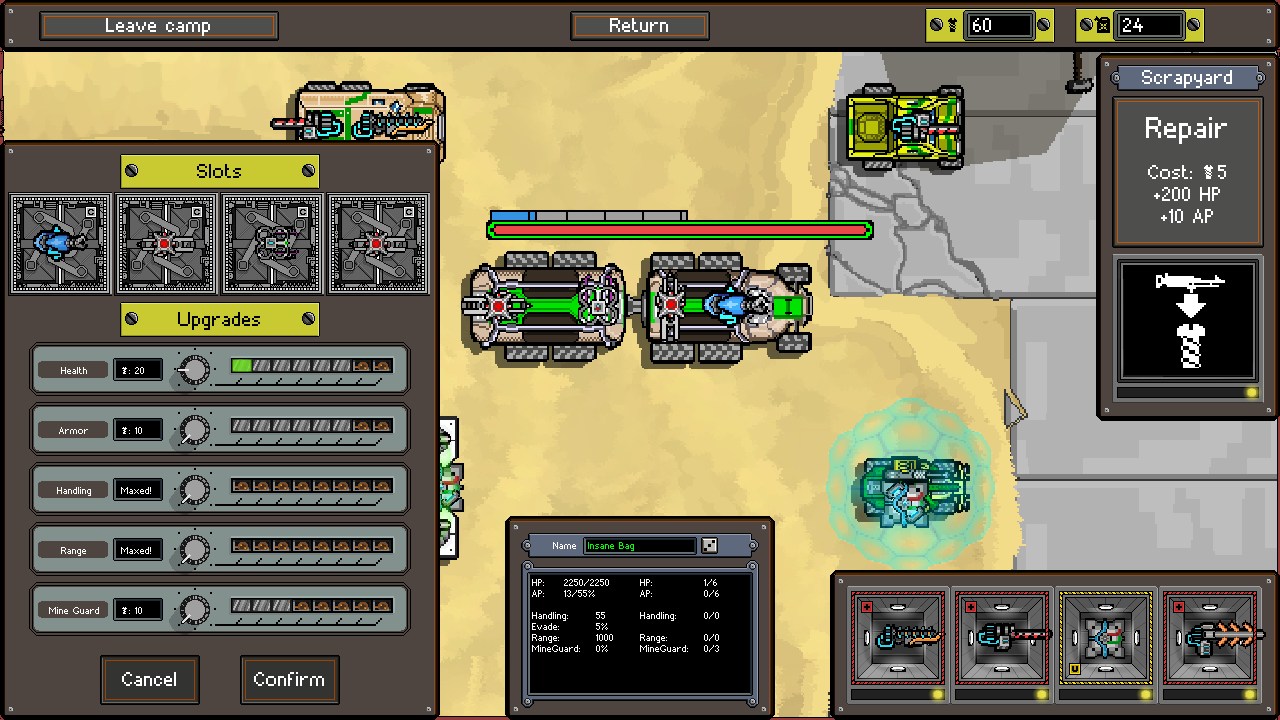 Leave camp
Return
60
24
Scrapyard
Repair
Cost: 5
+200 HP
+10 AP
Slots
Upgrades
Health
: 20
Armor
: 10
Handling
Maxed!
Range
Maxed!
Mine Guard
: 10
Cancel
Confirm
Name
Insane Bag
HP: 2250/2250 HP: 1/6
AP: 13/55% AP: 0/6
Handling: 55 Handling: 0/0
Evade: 5%
Range: 1000 Range: 0/0
MineGuard: 0% MineGuard: 0/3
U